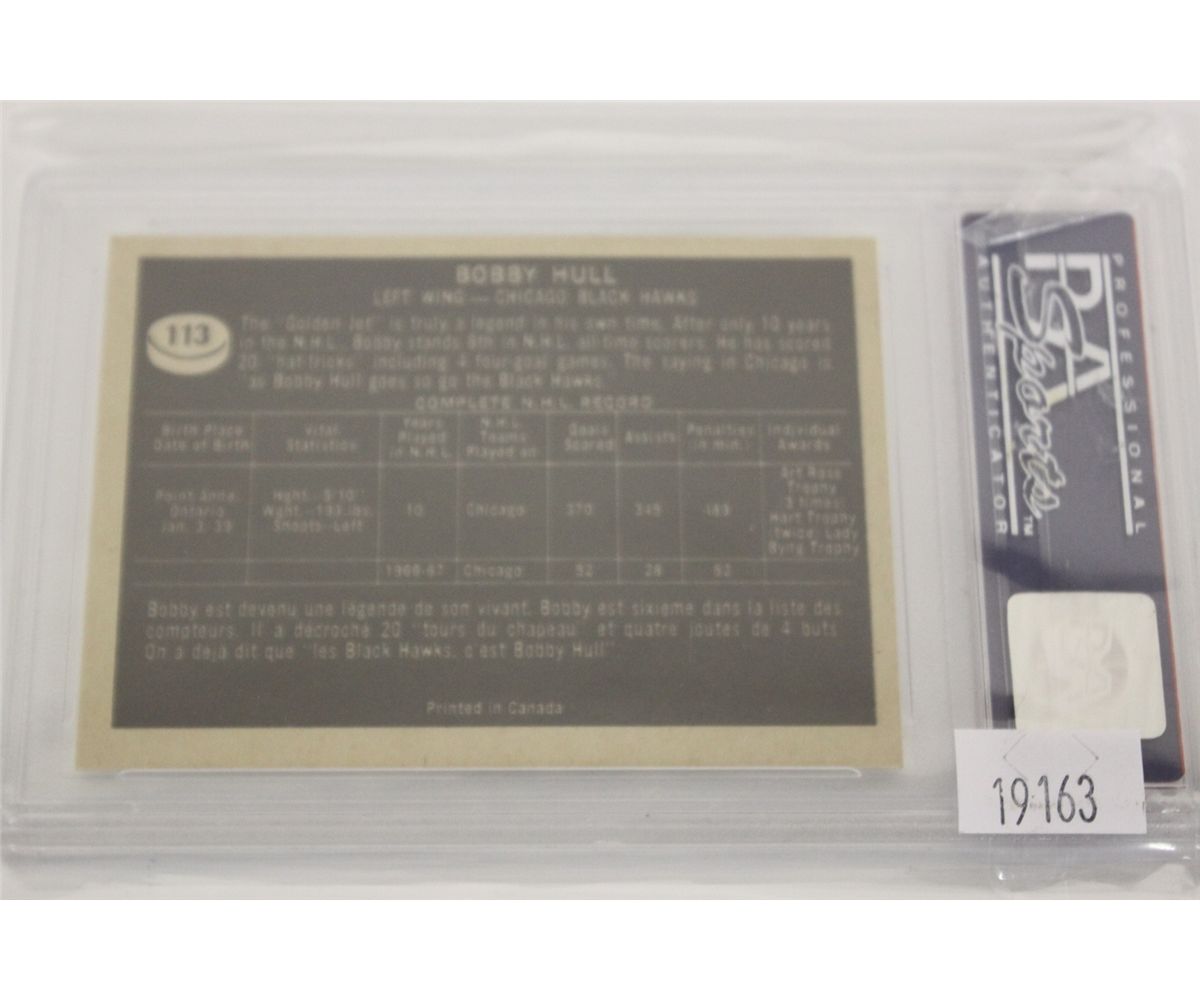 BOBBY HULL
LEFT WING — CHICAGO BLACK HAWKS
113
The "Golden Jet" is truly a legend in his own time. After only 10 years
in the N.H.L. Bobby stands 6th in N.H.L. all-time scorers. He has scored
20 "hat-tricks" including 4 four-goal games. The saying in Chicago is
"as Bobby Hull goes so go the Black Hawks."
COMPLETE N.H.L. RECORD
Birth Place Date of Birth
Vital Statistics
Years Played in N.H.L.
N.H.L. Teams Played on
Goals Scored
Assists
Penalties in min.
Individual Awards
Point Anne, Ontario Jan. 3, 39
Hght.-5'10" Wght.-193 lbs. Shoots-Left
10
Chicago
370
Art Ross Trophy 3 times, Hart Trophy twice, Lady Byng Trophy
1966-67
Chicago
52
28
52
Bobby est devenu une légende de son vivant. Bobby est sixième dans la liste des
compteurs. Il a décroché 20 "tours du chapeau" et quatre joutes de 4 buts.
On a déjà dit que "les Black Hawks, c'est Bobby Hull".
Printed in Canada
PROFESSIONAL
PSA
Sports™
AUTHENTICATOR
19163